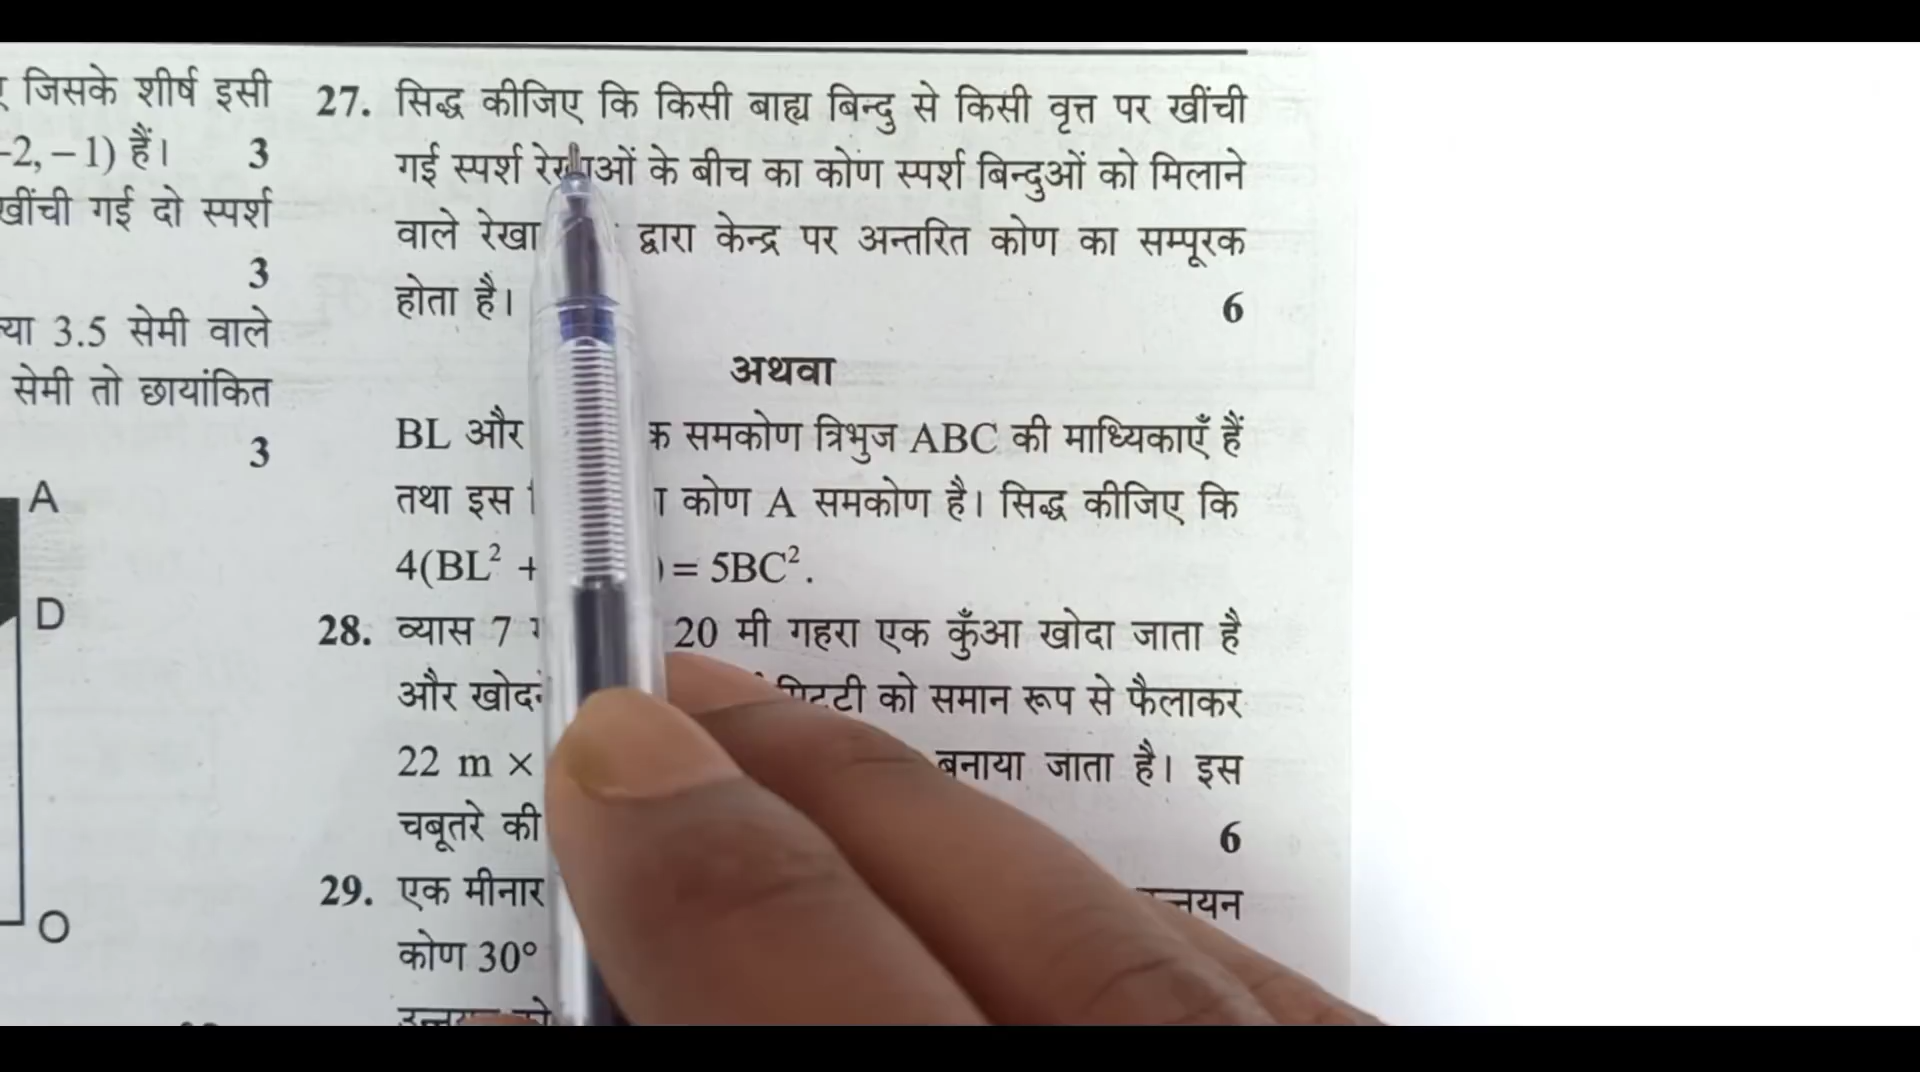 जिसके शीर्ष इसी
-2, – 1) हैं। 3
खींची गई दो स्पर्श
3
3.5 सेमी वाले
सेमी तो छायांकित
3
A
D
O
27. सिद्ध कीजिए कि किसी बाह्य बिन्दु से किसी वृत्त पर खींची
गई स्पर्श रेखाओं के बीच का कोण स्पर्श बिन्दुओं को मिलाने
वाले रेखा द्वारा केन्द्र पर अन्तरित कोण का सम्पूरक
होता है। 6
अथवा
BL और समकोण त्रिभुज ABC की माध्यिकाएँ हैं
तथा इस कोण A समकोण है। सिद्ध कीजिए कि
4(BL² + ) = 5BC².
28. व्यास 7 20 मी गहरा एक कुँआ खोदा जाता है
और को समान रूप से फैलाकर
22 m × बनाया जाता है। इस
चबूतरे की 6
29. एक मीनार
कोण 30°